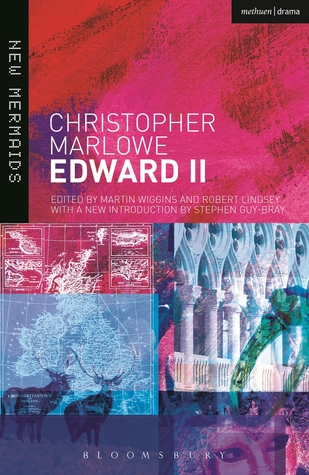 methuen | drama
NEW MERMAIDS
CHRISTOPHER
MARLOWE
EDWARD II
EDITED BY MARTIN WIGGINS AND ROBERT LINDSEY
WITH A NEW INTRODUCTION BY STEPHEN GUY-BRAY
BLOOMSBURY